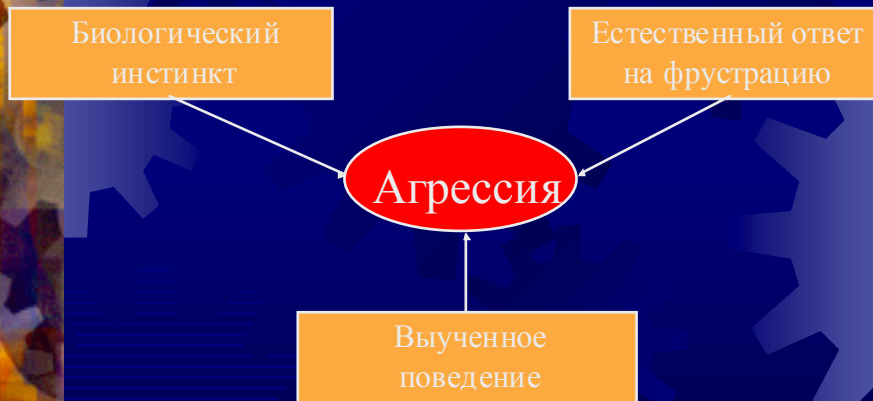 Биологический
инстинкт
Естественный ответ
на фрустрацию
Агрессия
Выученное
поведение